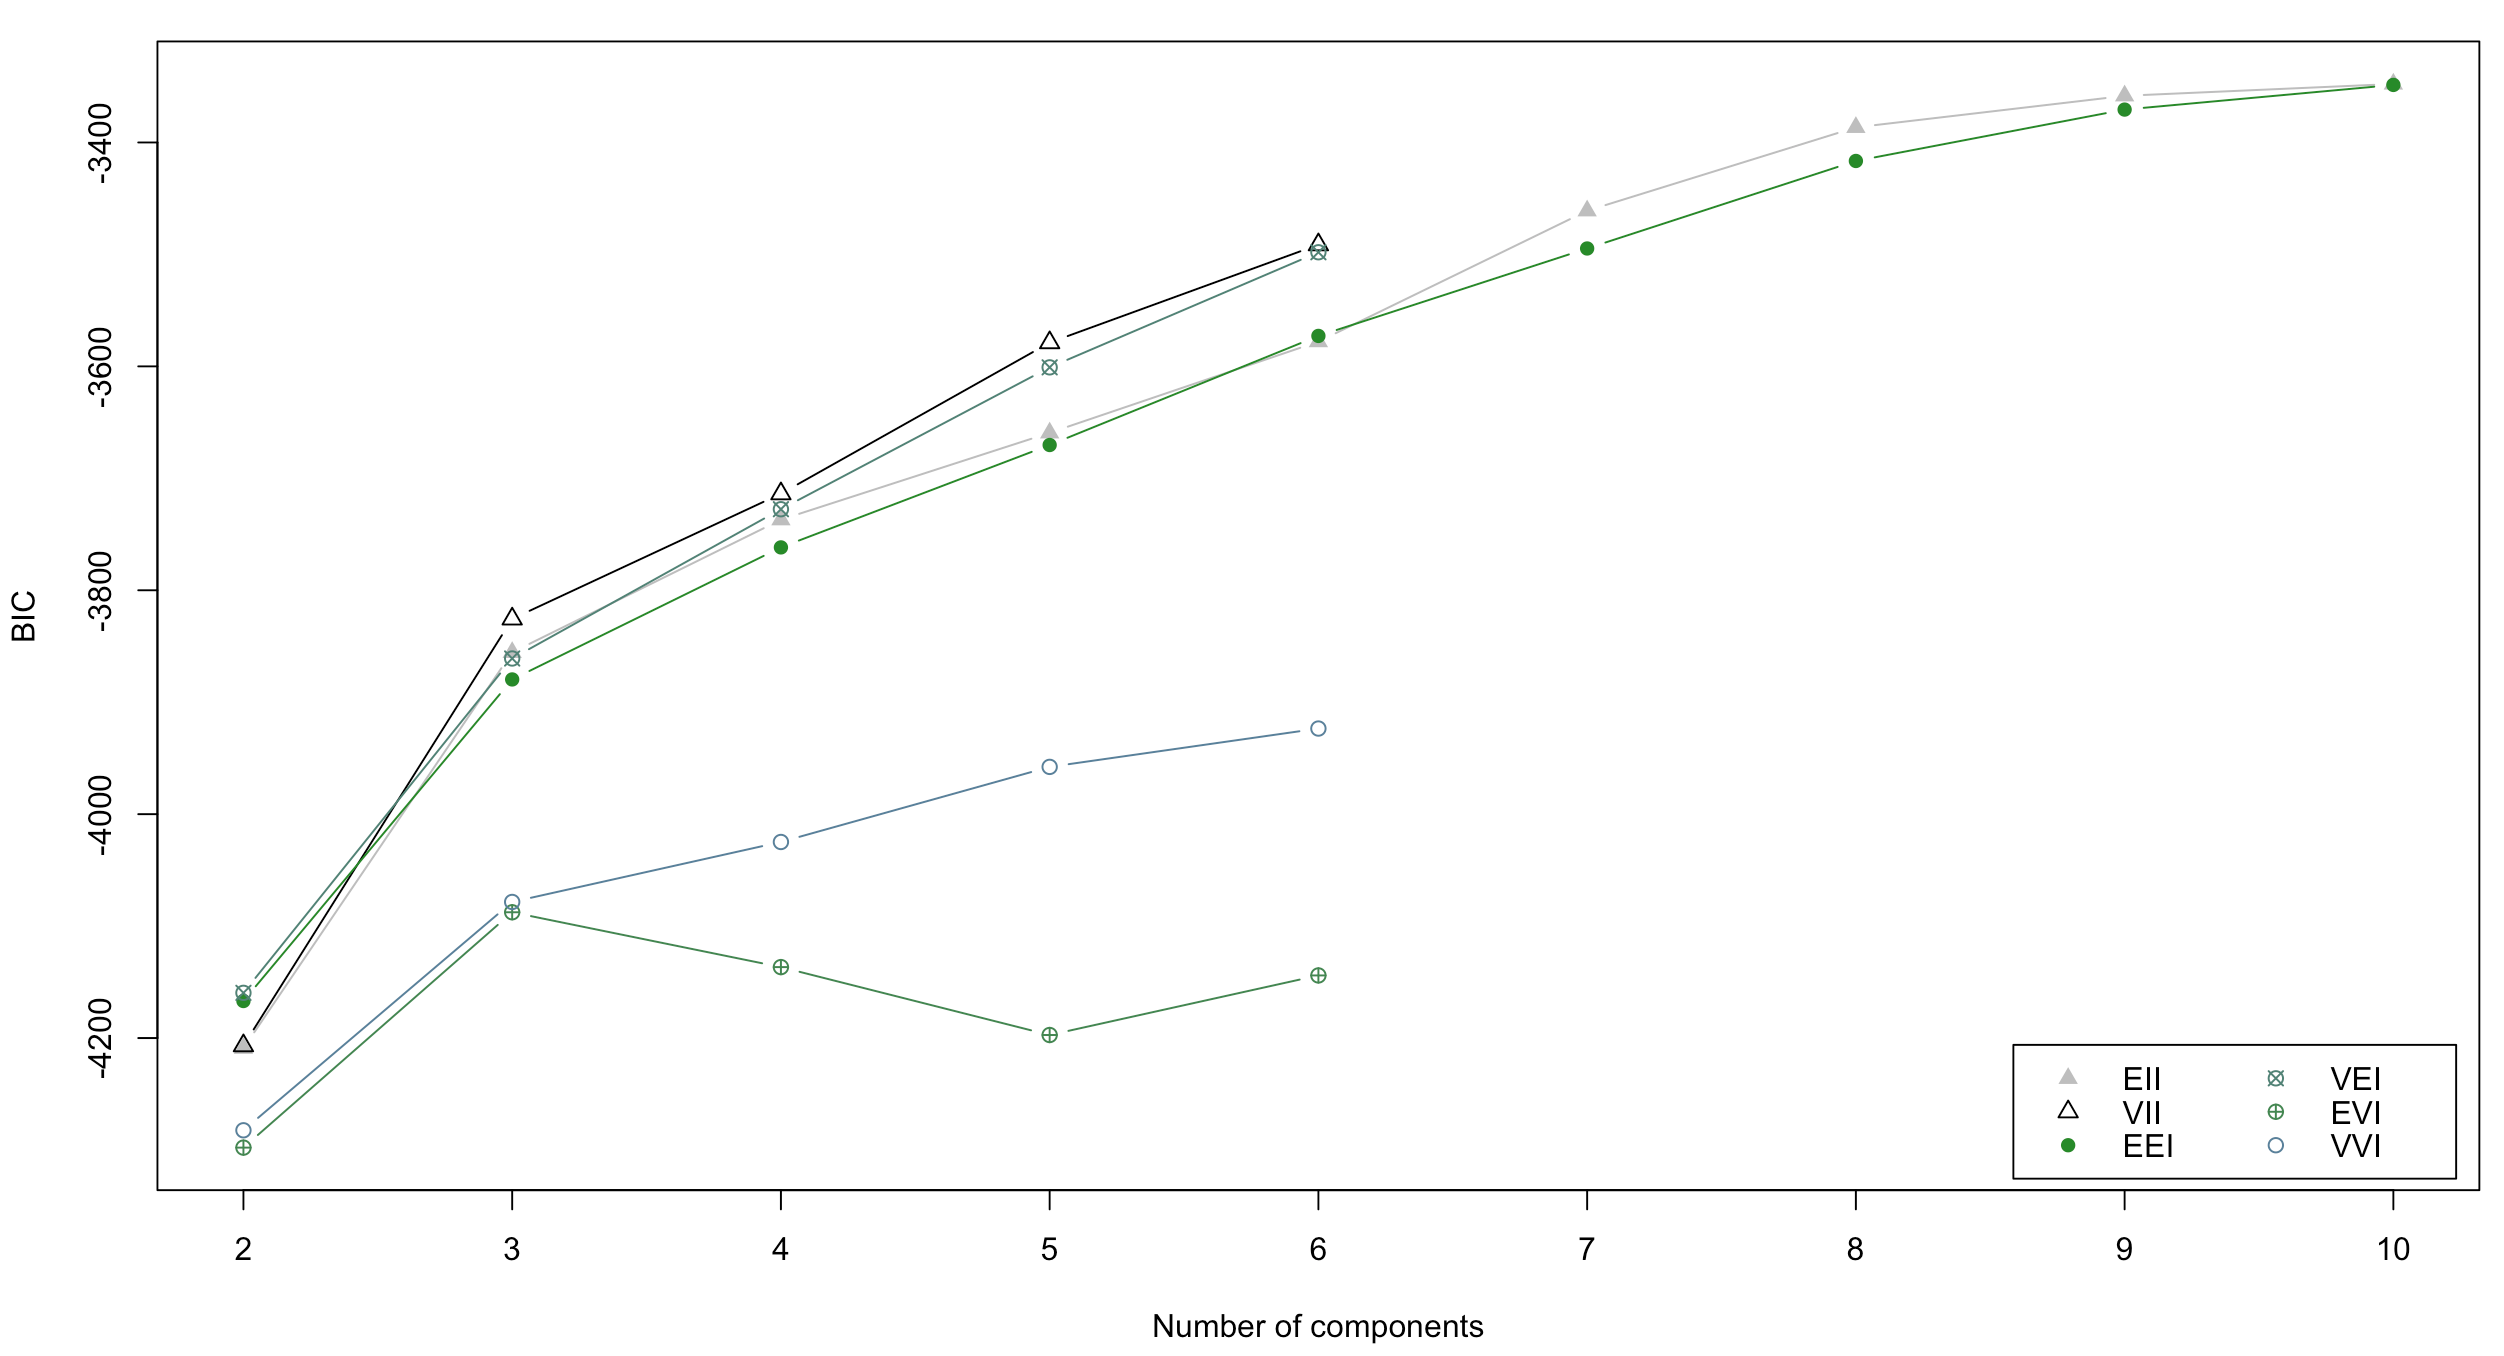 -3400
-3600
-3800
-4000
-4200
BIC
2 3 4 5 6 7 8 9 10
Number of components
EII VEI
VII EVI
EEI VVI